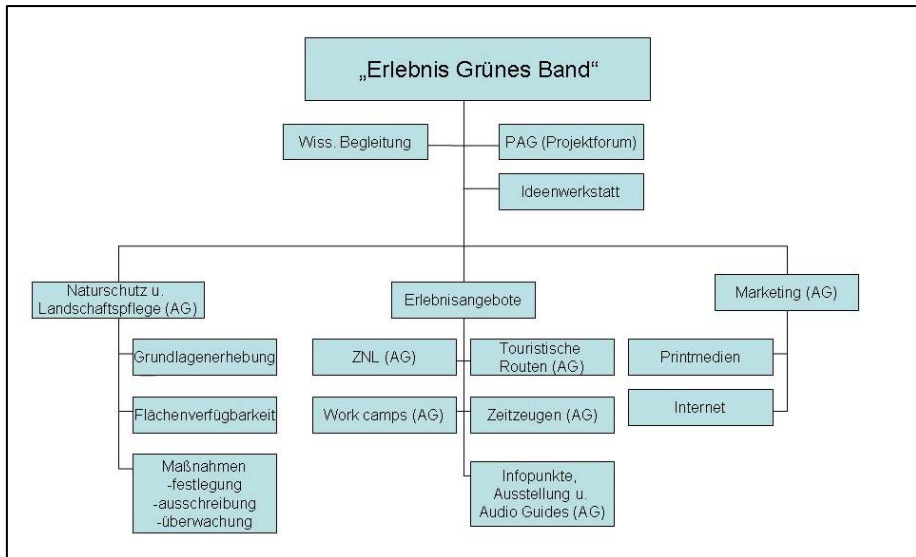 „Erlebnis Grünes Band“
Wiss. Begleitung
PAG (Projektforum)
Ideenwerkstatt
Naturschutz u.
Landschaftspflege (AG)
Grundlagenerhebung
Flächenverfügbarkeit
Maßnahmen
-festlegung
-ausschreibung
-überwachung
Erlebnisangebote
ZNL (AG)
Touristische
Routen (AG)
Work camps (AG)
Zeitzeugen (AG)
Infopunkte,
Ausstellung u.
Audio Guides (AG)
Marketing (AG)
Printmedien
Internet